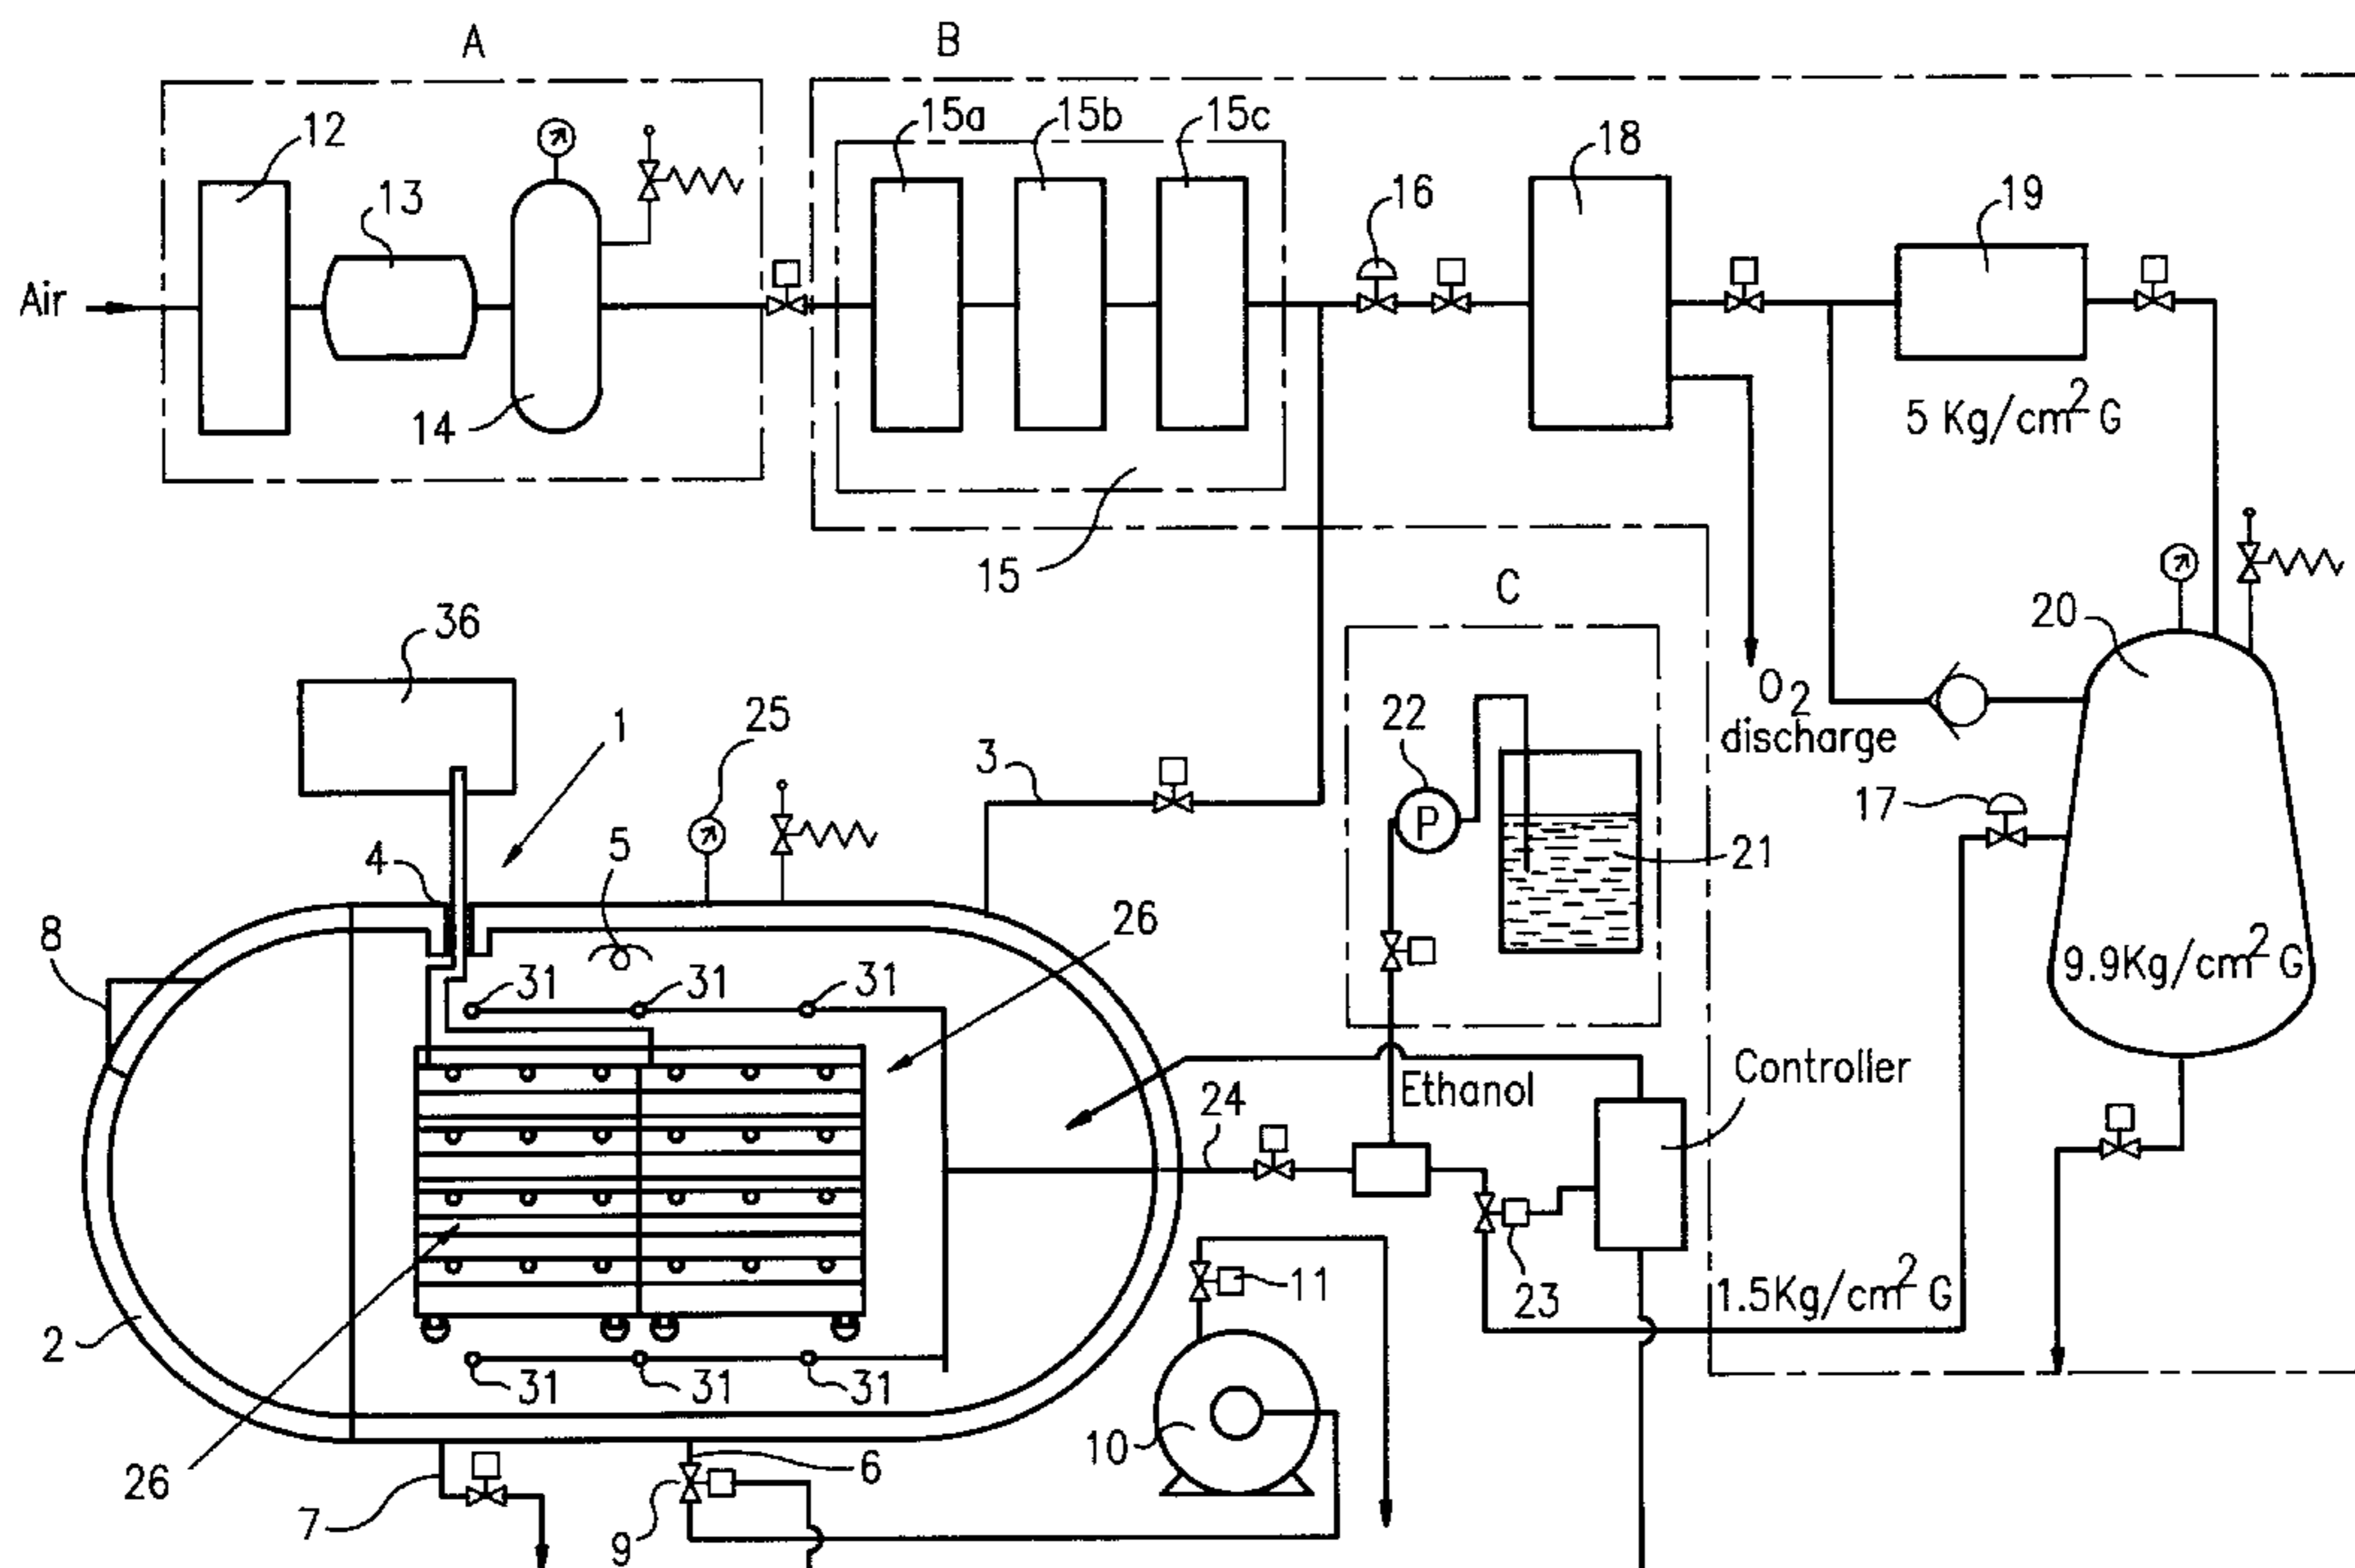 A
B
12
13
14
Air
15a
15b
15c
15
16
18
19
5 Kg/cm2 G
O2
discharge
20
17
9.9Kg/cm2 G
C
22
P
21
Ethanol
Controller
36
1
25
3
4
5
8
26
31
31
31
24
23
1.5Kg/cm2 G
11
2
31
31
31
10
26
6
7
9